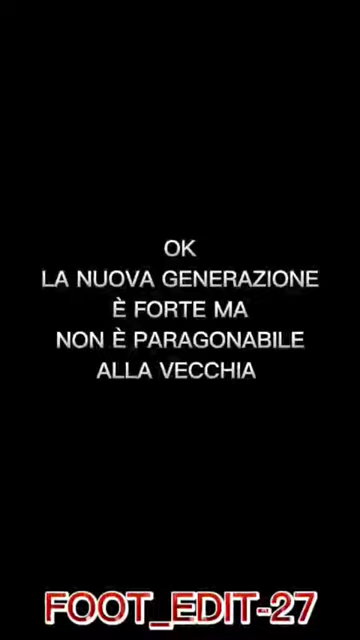 OK
LA NUOVA GENERAZIONE
È FORTE MA
NON È PARAGONABILE
ALLA VECCHIA
FOOT_EDIT-27